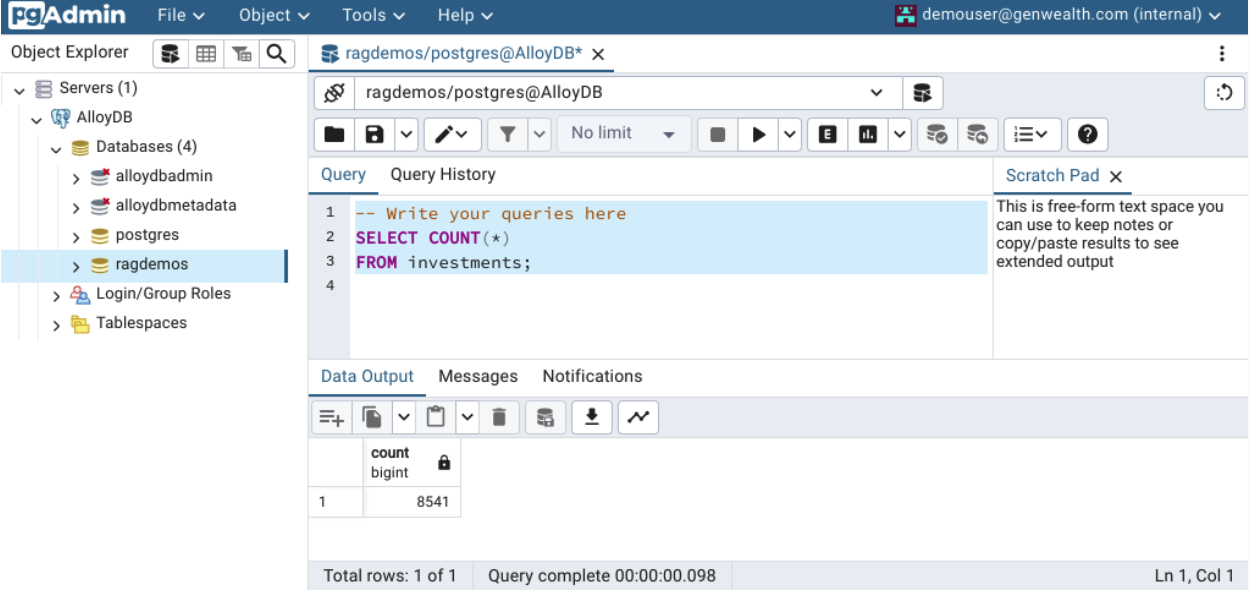 pgAdmin File Object Tools Help demouser@genwealth.com (internal)
Object Explorer
ragdemos/postgres@AlloyDB*
Servers (1)
AlloyDB
Databases (4)
alloydbadmin
alloydbmetadata
postgres
ragdemos
Login/Group Roles
Tablespaces
ragdemos/postgres@AlloyDB
No limit
E
Query Query History
1 -- Write your queries here
2 SELECT COUNT(*)
3 FROM investments;
4
Scratch Pad
This is free-form text space you
can use to keep notes or
copy/paste results to see
extended output
Data Output Messages Notifications
count
bigint
1 8541
Total rows: 1 of 1 Query complete 00:00:00.098 Ln 1, Col 1